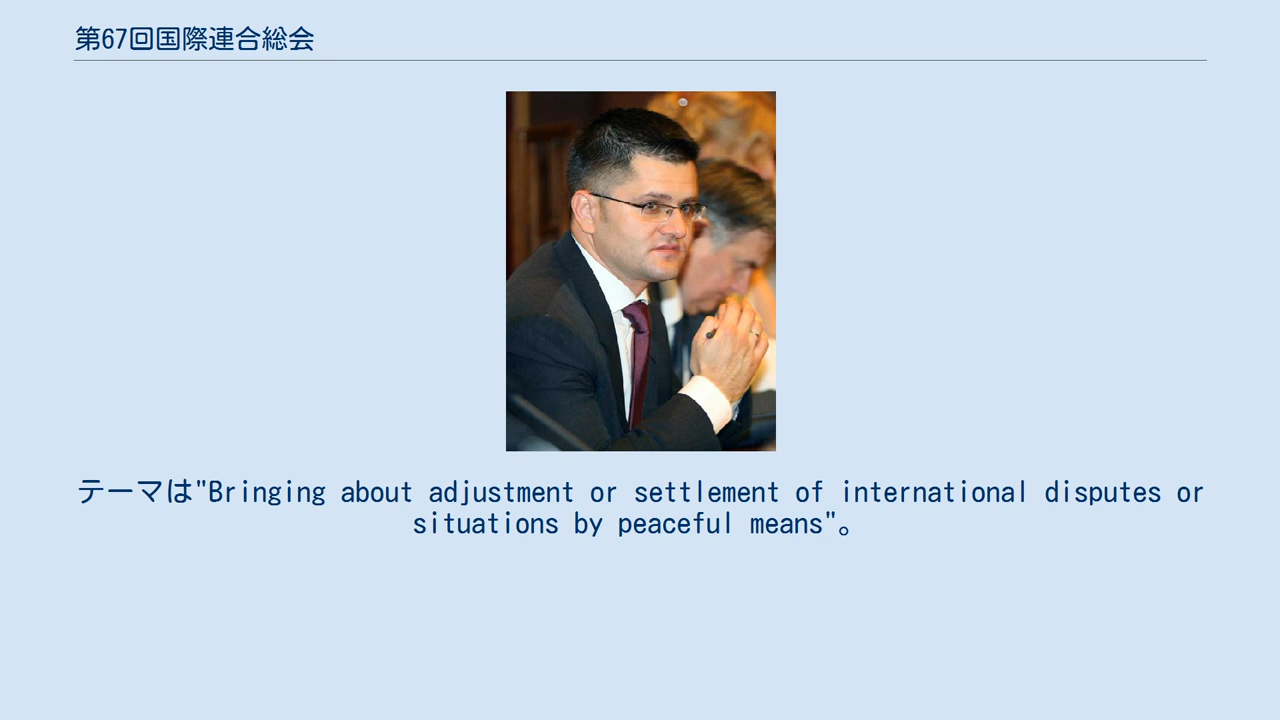 第67回国際連合総会
テーマは"Bringing about adjustment or settlement of international disputes or
situations by peaceful means"。